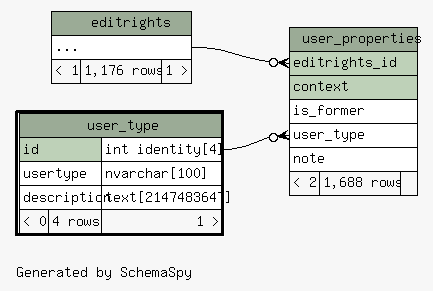 editrights
...
< 1 1,176 rows 1 >
user_properties
editrights_id
context
is_former
user_type
note
< 2 1,688 rows
user_type
id int identity[4]
usertype nvarchar[100]
description text[2147483647]
< 0 4 rows 1 >
Generated by SchemaSpy